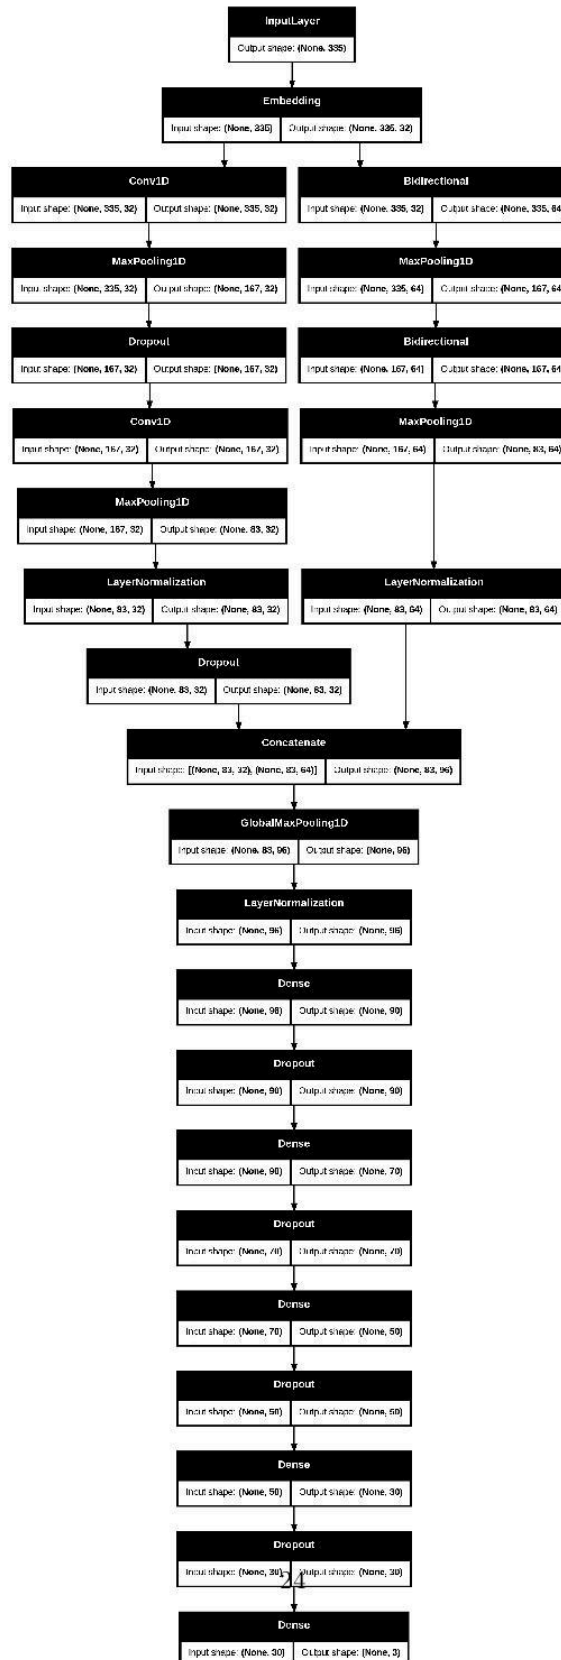 InputLayer
Output shape: (None, 335)
Embedding
Input shape: (None, 335) Output shape: (None, 335, 32)
Conv1D Bidirectional
Input shape: (None, 335, 32) Output shape: (None, 335, 32) Input shape: (None, 335, 32) Output shape: (None, 335, 64
MaxPooling1D MaxPooling1D
Input shape: (None, 335, 32) Output shape: (None, 167, 32) Input shape: (None, 335, 64) Output shape: (None, 167, 64
Dropout Bidirectional
Input shape: (None, 167, 32) Output shape: (None, 167, 32) Input shape: (None, 167, 64) Output shape: (None, 167, 64
Conv1D MaxPooling1D
Input shape: (None, 167, 32) Output shape: (None, 167, 32) Input shape: (None, 167, 64) Output shape: (None, 83, 64)
MaxPooling1D
Input shape: (None, 167, 32) Output shape: (None, 83, 32)
LayerNormalization LayerNormalization
Input shape: (None, 83, 32) Output shape: (None, 83, 32) Input shape: (None, 83, 64) Output shape: (None, 83, 64)
Dropout
Input shape: (None, 83, 32) Output shape: (None, 83, 32)
Concatenate
Input shape: [(None, 83, 32), (None, 83, 64)] Output shape: (None, 83, 96)
GlobalMaxPooling1D
Input shape: (None, 83, 96) Output shape: (None, 96)
LayerNormalization
Input shape: (None, 96) Output shape: (None, 96)
Dense
Input shape: (None, 96) Output shape: (None, 90)
Dropout
Input shape: (None, 90) Output shape: (None, 90)
Dense
Input shape: (None, 90) Output shape: (None, 70)
Dropout
Input shape: (None, 70) Output shape: (None, 70)
Dense
Input shape: (None, 70) Output shape: (None, 50)
Dropout
Input shape: (None, 50) Output shape: (None, 50)
Dense
Input shape: (None, 50) Output shape: (None, 30)
Dropout
Input shape: (None, 30) Output shape: (None, 30)
24
Dense
Input shape: (None, 30) Output shape: (None, 3)